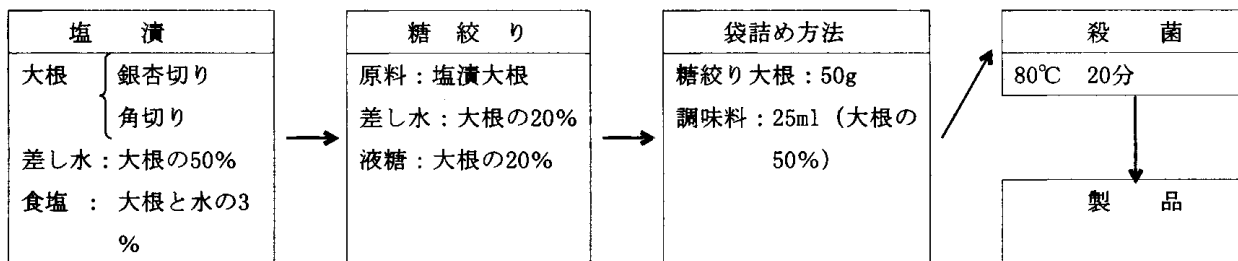 塩 漬
大根 銀杏切り
角切り
差し水：大根の50%
食塩 ： 大根と水の3
%
糖 絞 り
原料：塩漬大根
差し水：大根の20%
液糖：大根の20%
袋詰め方法
糖絞り大根：50g
調味料：25ml（大根の
50%）
殺 菌
80℃ 20分
製 品